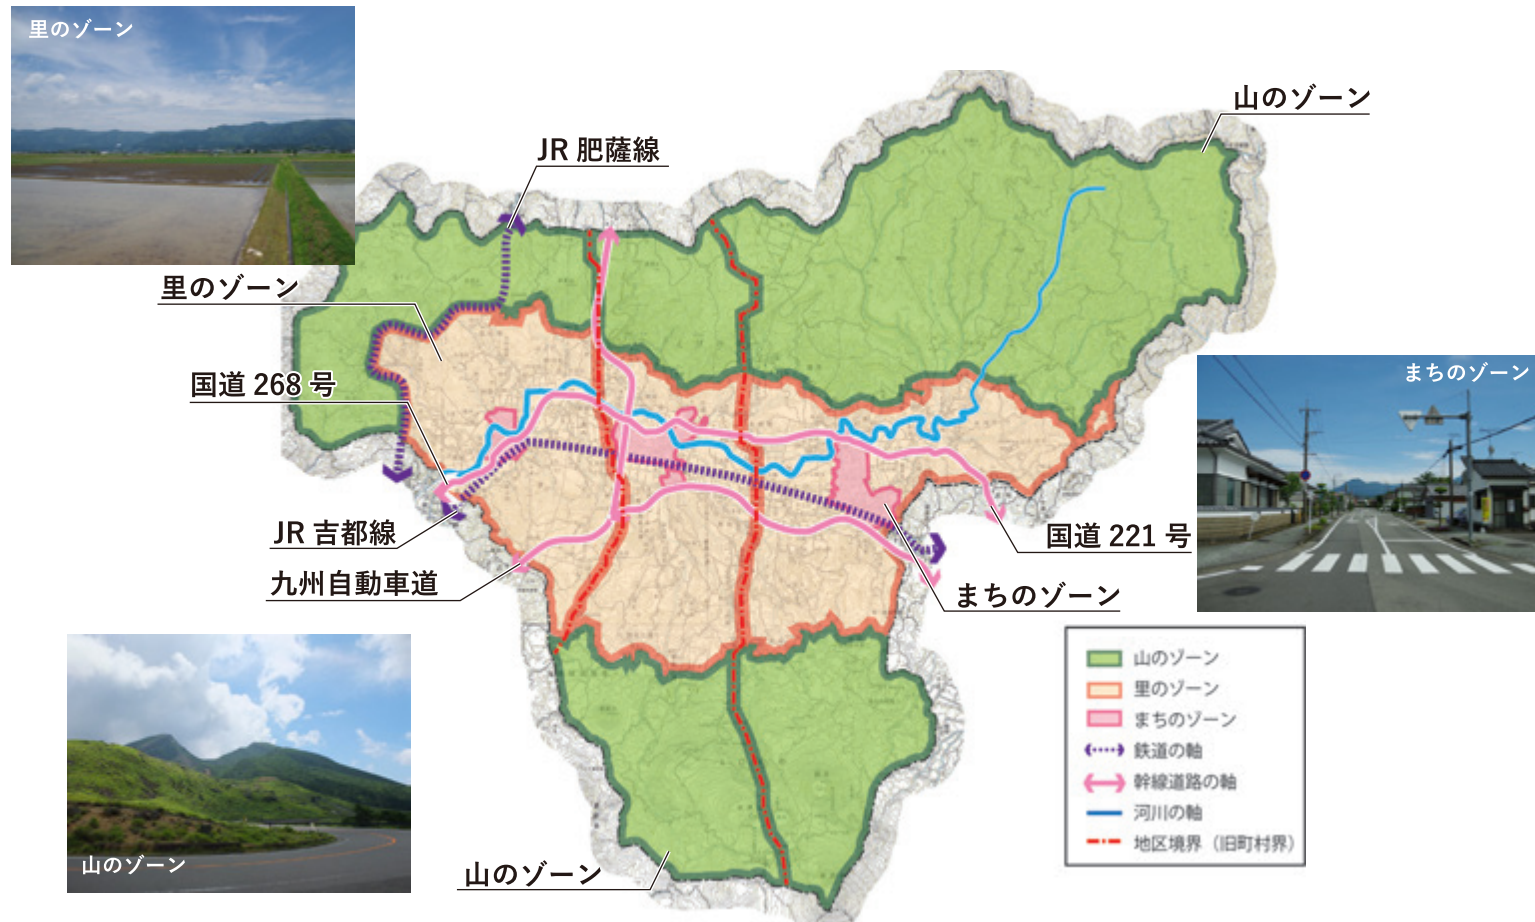 里のゾーン
山のゾーン
JR 肥薩線
里のゾーン
国道 268 号
まちのゾーン
JR 吉都線
国道 221 号
九州自動車道
まちのゾーン
山のゾーン
山のゾーン
山のゾーン
里のゾーン
まちのゾーン
鉄道の軸
幹線道路の軸
河川の軸
地区境界（旧町村界）
山のゾーン